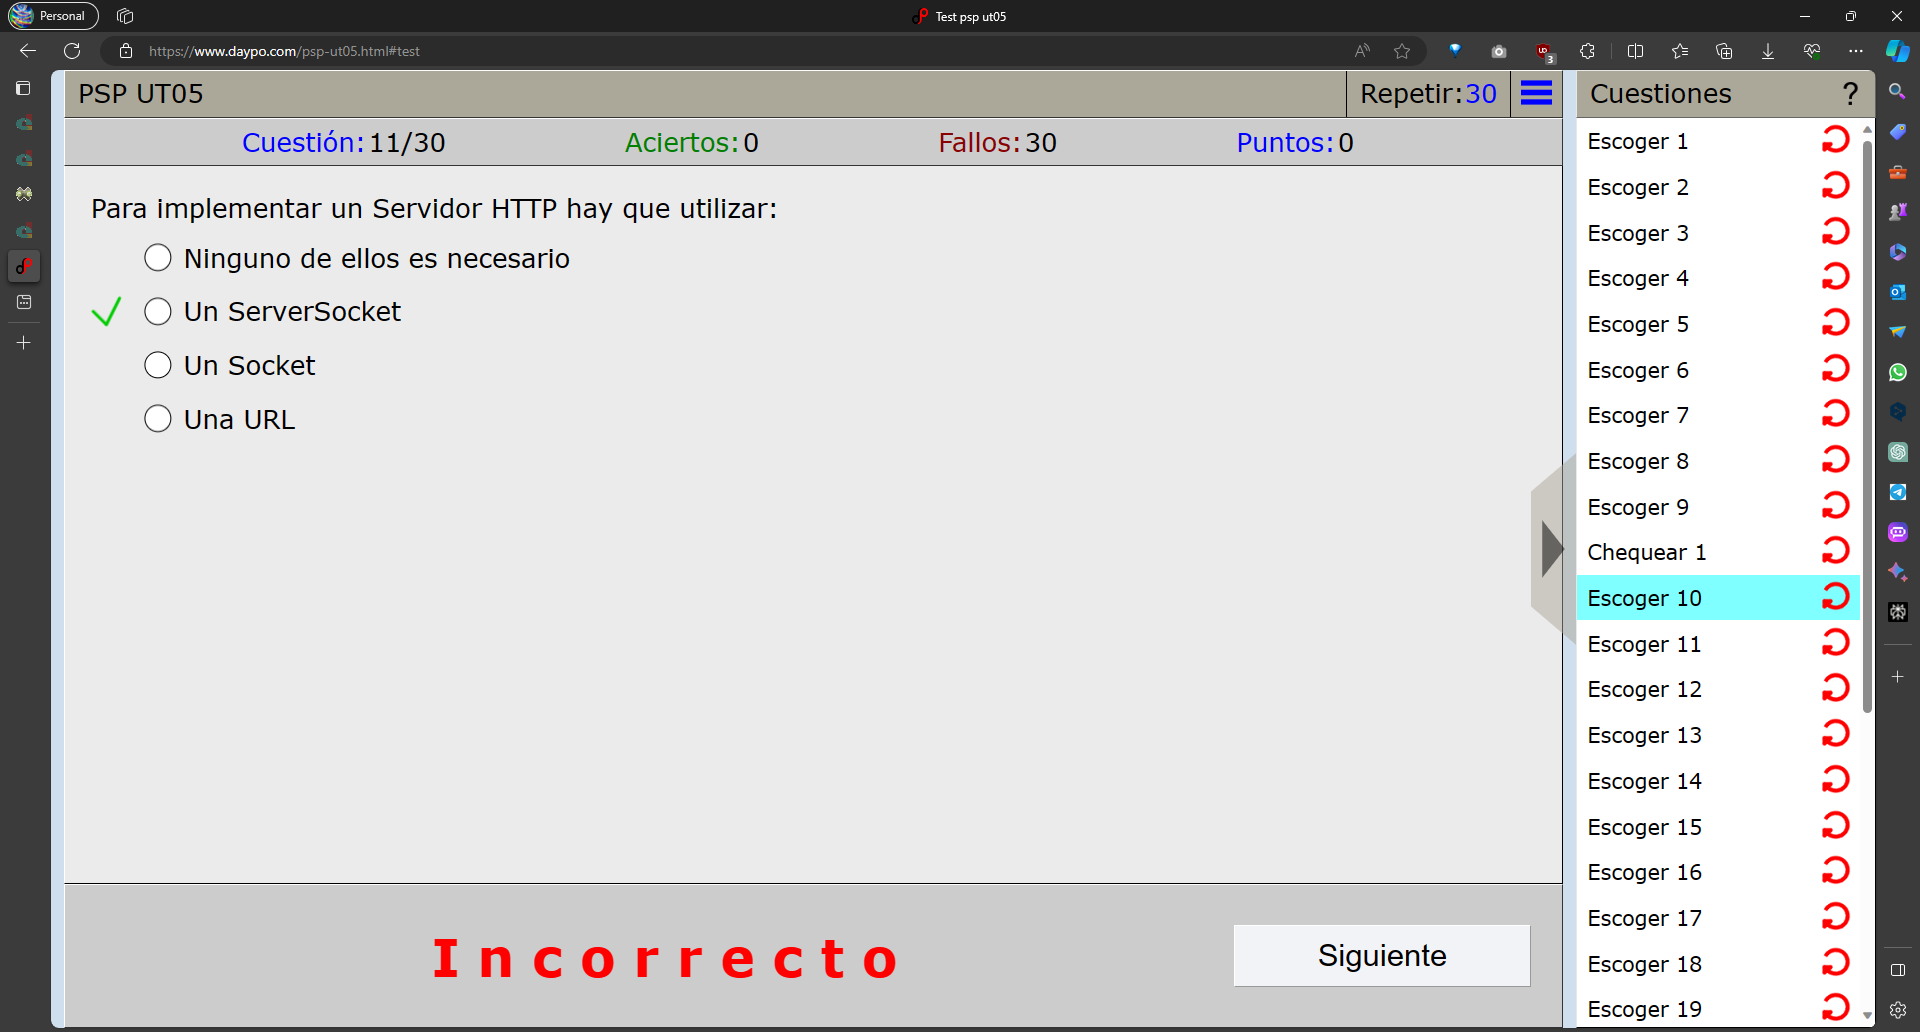 Personal
Test psp ut05
https://www.daypo.com/psp-ut05.html#test
3
PSP UT05
Repetir:30
Cuestiones
?
Cuestión:11/30
Aciertos:0
Fallos:30
Puntos:0
Para implementar un Servidor HTTP hay que utilizar:
Ninguno de ellos es necesario
Un ServerSocket
Un Socket
Una URL
Incorrecto
Siguiente
Escoger 1
Escoger 2
Escoger 3
Escoger 4
Escoger 5
Escoger 6
Escoger 7
Escoger 8
Escoger 9
Chequear 1
Escoger 10
Escoger 11
Escoger 12
Escoger 13
Escoger 14
Escoger 15
Escoger 16
Escoger 17
Escoger 18
Escoger 19